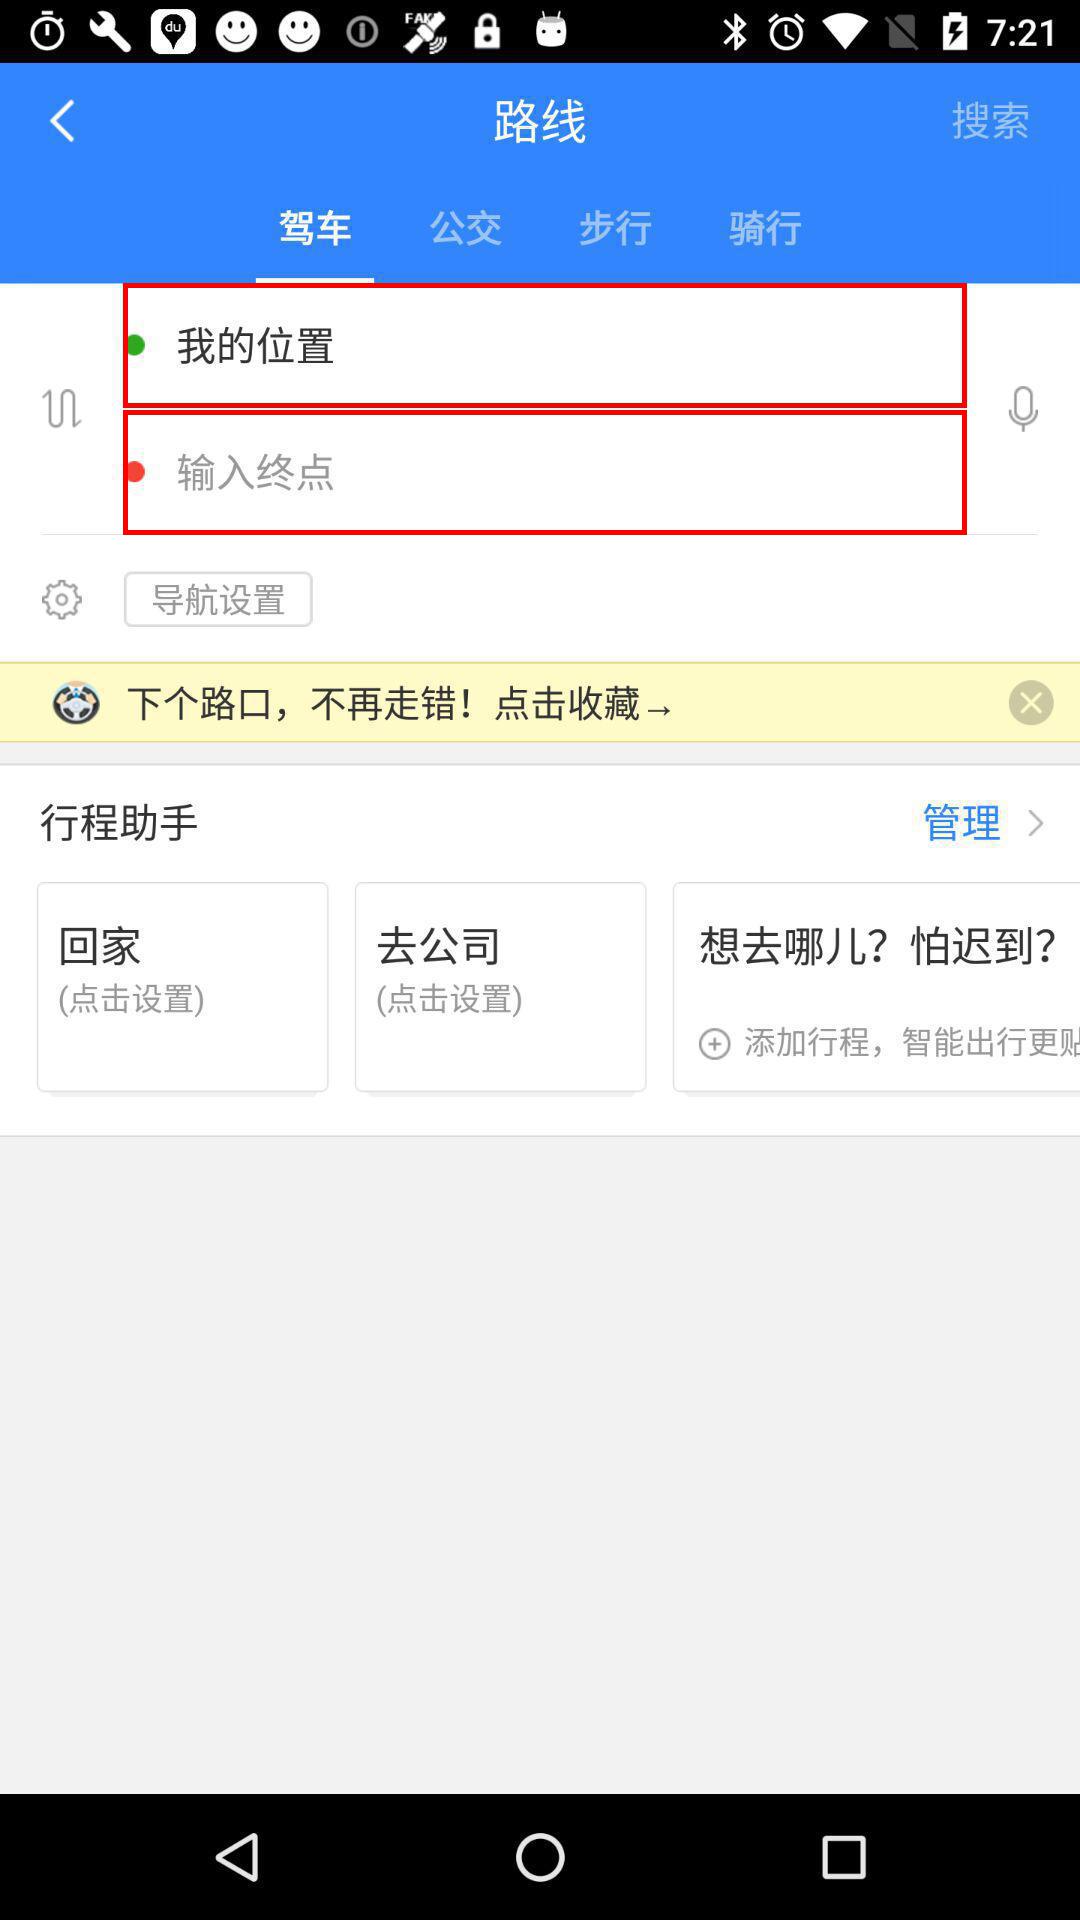 FAKE
du
7:21
路线
搜索
驾车 公交 步行 骑行
我的位置
输入终点
导航设置
下个路口，不再走错！点击收藏→
行程助手
管理
回家
(点击设置)
去公司
(点击设置)
想去哪儿？怕迟到？
添加行程，智能出行更贴